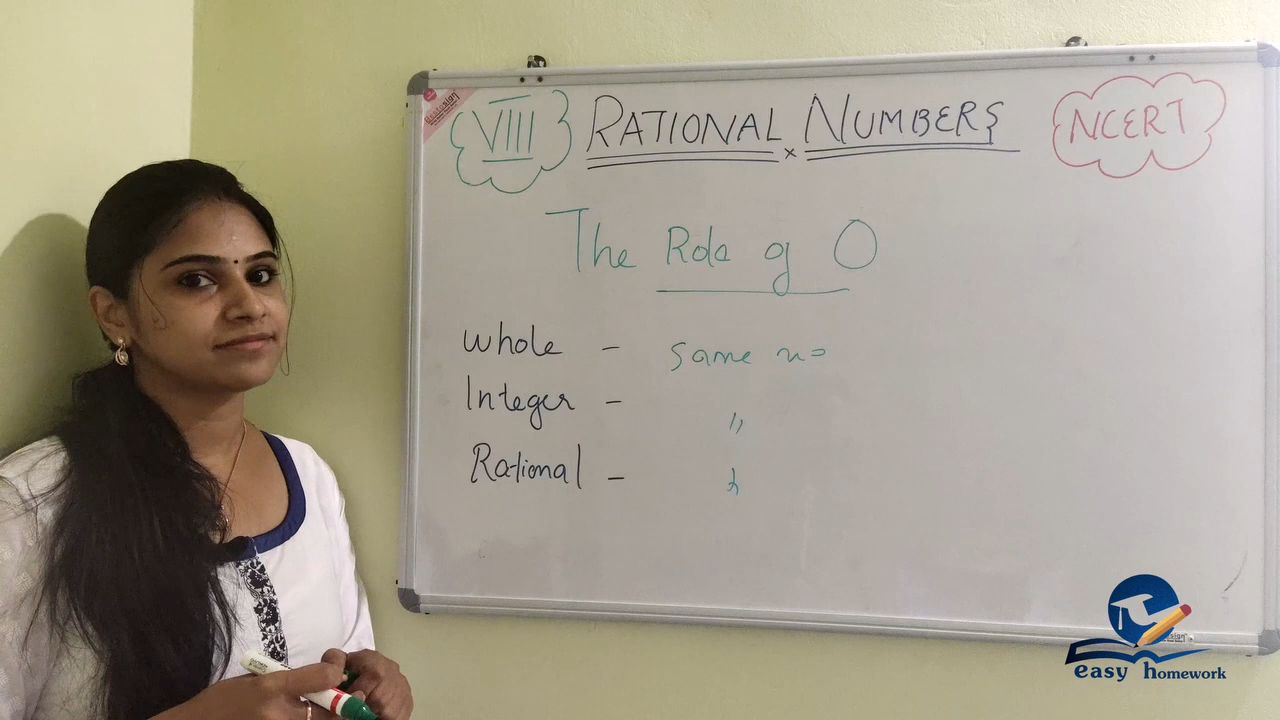 VIII RATIONAL NUMBERS NCERT
The Role of 0
whole - same no
Integer - "
Rational - "
easy homework